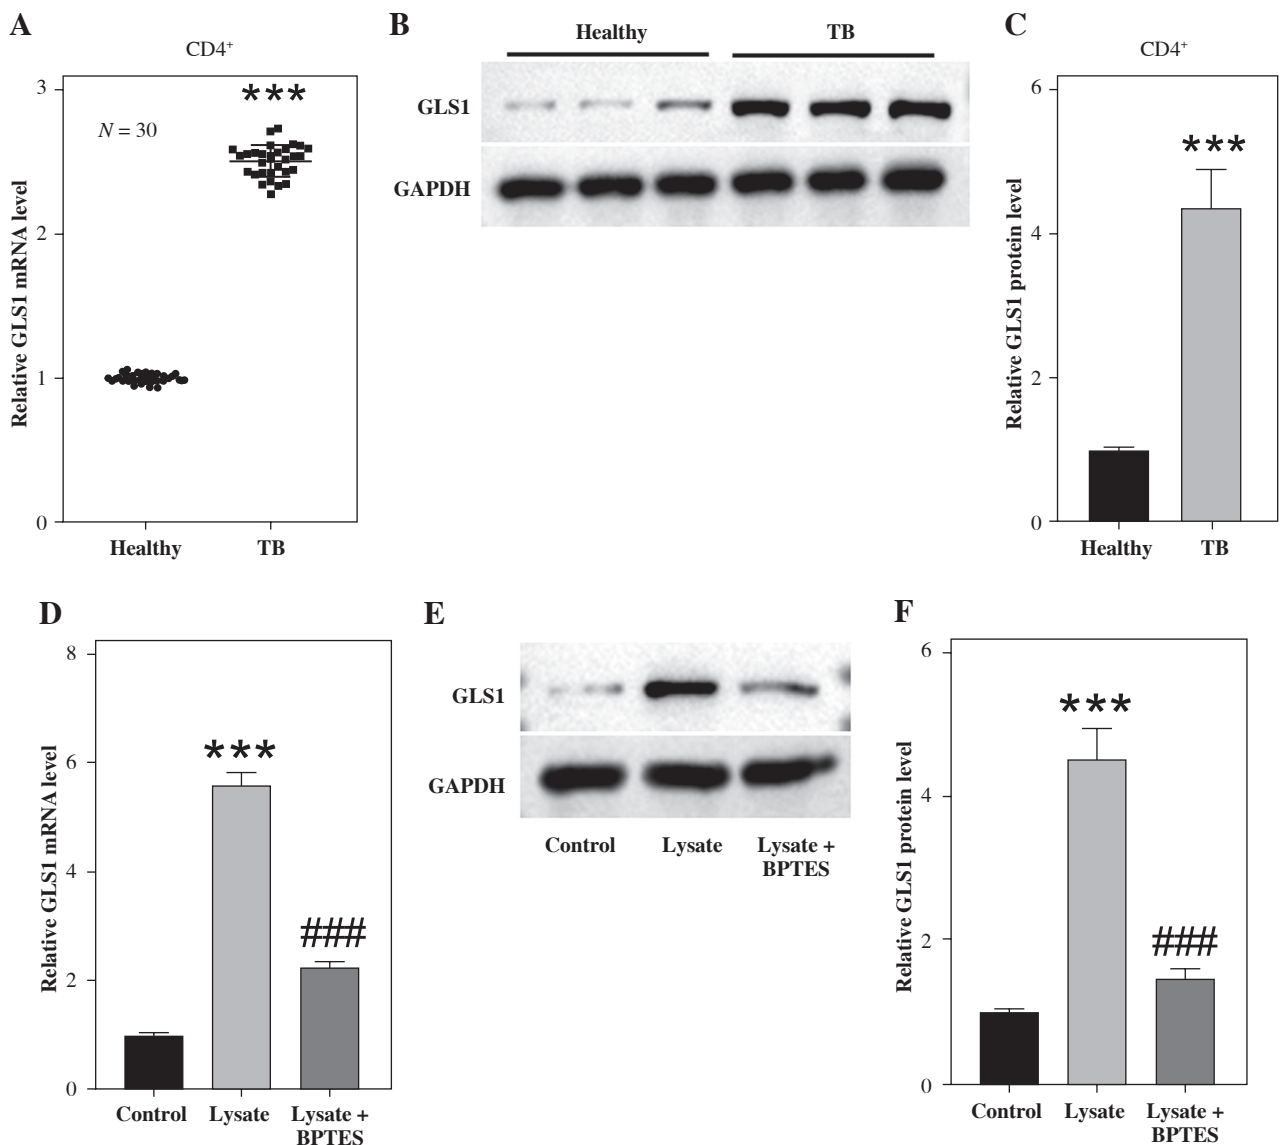 A
CD4⁺
Relative GLS1 mRNA level
3
2
1
0
N = 30
***
Healthy
TB
B
Healthy
TB
GLS1
GAPDH
C
CD4⁺
Relative GLS1 protein level
6
4
2
0
***
Healthy
TB
D
Relative GLS1 mRNA level
8
6
4
2
0
***
###
Control
Lysate
Lysate +
BPTES
E
GLS1
GAPDH
Control
Lysate
Lysate +
BPTES
F
Relative GLS1 protein level
6
4
2
0
***
###
Control
Lysate
Lysate +
BPTES